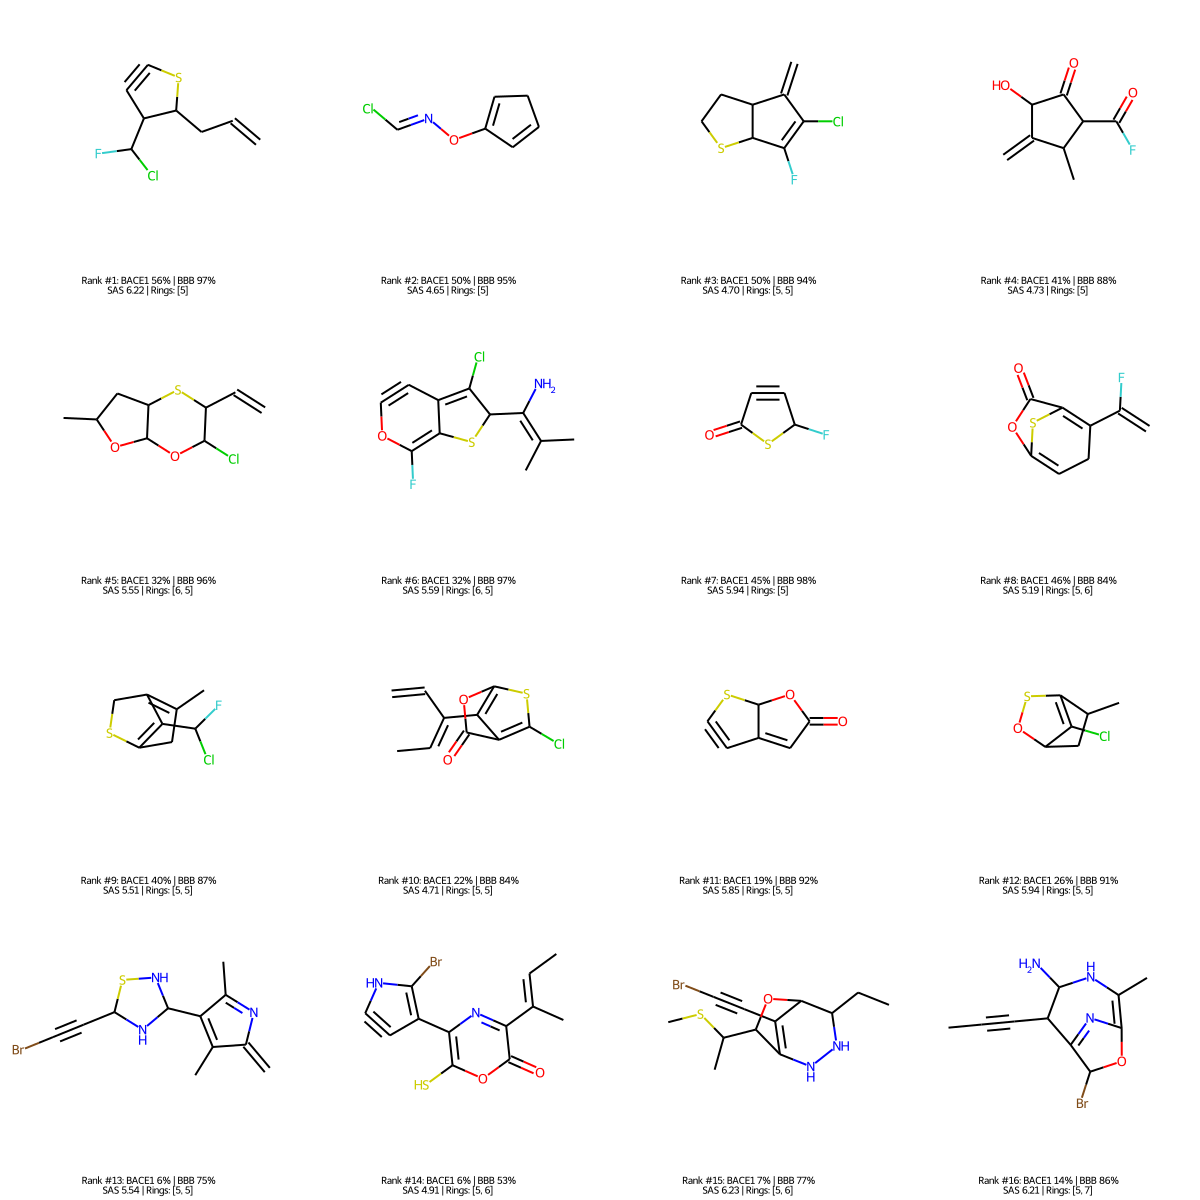 S
F
Cl
Rank #1: BACE1 56% | BBB 97%
SAS 6.22 | Rings: [5]
Cl
N
O
Rank #2: BACE1 50% | BBB 95%
SAS 4.65 | Rings: [5]
Cl
S
F
Rank #3: BACE1 50% | BBB 94%
SAS 4.70 | Rings: [5, 5]
O
HO
O
F
Rank #4: BACE1 41% | BBB 88%
SAS 4.73 | Rings: [5]
S
O
O
Cl
Rank #5: BACE1 32% | BBB 96%
SAS 5.55 | Rings: [6, 5]
Cl
NH2
O
S
F
Rank #6: BACE1 32% | BBB 97%
SAS 5.59 | Rings: [6, 5]
O
S
F
Rank #7: BACE1 45% | BBB 98%
SAS 5.94 | Rings: [5]
O
F
S
O
Rank #8: BACE1 46% | BBB 84%
SAS 5.19 | Rings: [5, 6]
F
S
Cl
Rank #9: BACE1 40% | BBB 87%
SAS 5.51 | Rings: [5, 5]
O
S
Cl
O
Rank #10: BACE1 22% | BBB 84%
SAS 4.71 | Rings: [5, 5]
S
O
O
Rank #11: BACE1 19% | BBB 92%
SAS 5.85 | Rings: [5, 5]
S
O
Cl
Rank #12: BACE1 26% | BBB 91%
SAS 5.94 | Rings: [5, 5]
S
NH
N
N
H
Br
Rank #13: BACE1 6% | BBB 75%
SAS 5.54 | Rings: [5, 5]
Br
HN
N
O
O
HS
Rank #14: BACE1 6% | BBB 53%
SAS 4.91 | Rings: [5, 6]
Br
O
S
NH
N
H
Rank #15: BACE1 7% | BBB 77%
SAS 6.23 | Rings: [5, 6]
H2N
H
N
N
O
Br
Rank #16: BACE1 14% | BBB 86%
SAS 6.21 | Rings: [5, 7]